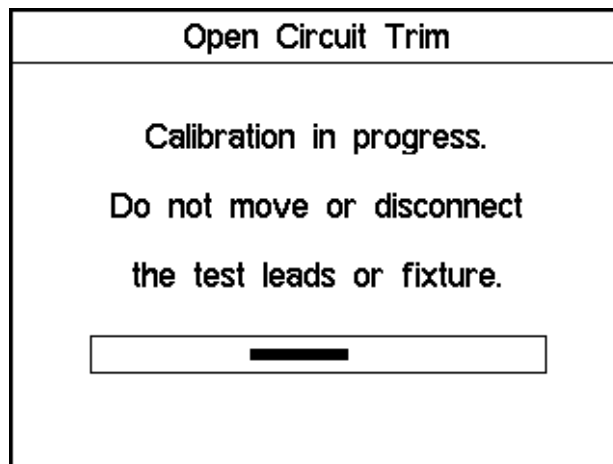 Open Circuit Trim
Calibration in progress.
Do not move or disconnect
the test leads or fixture.